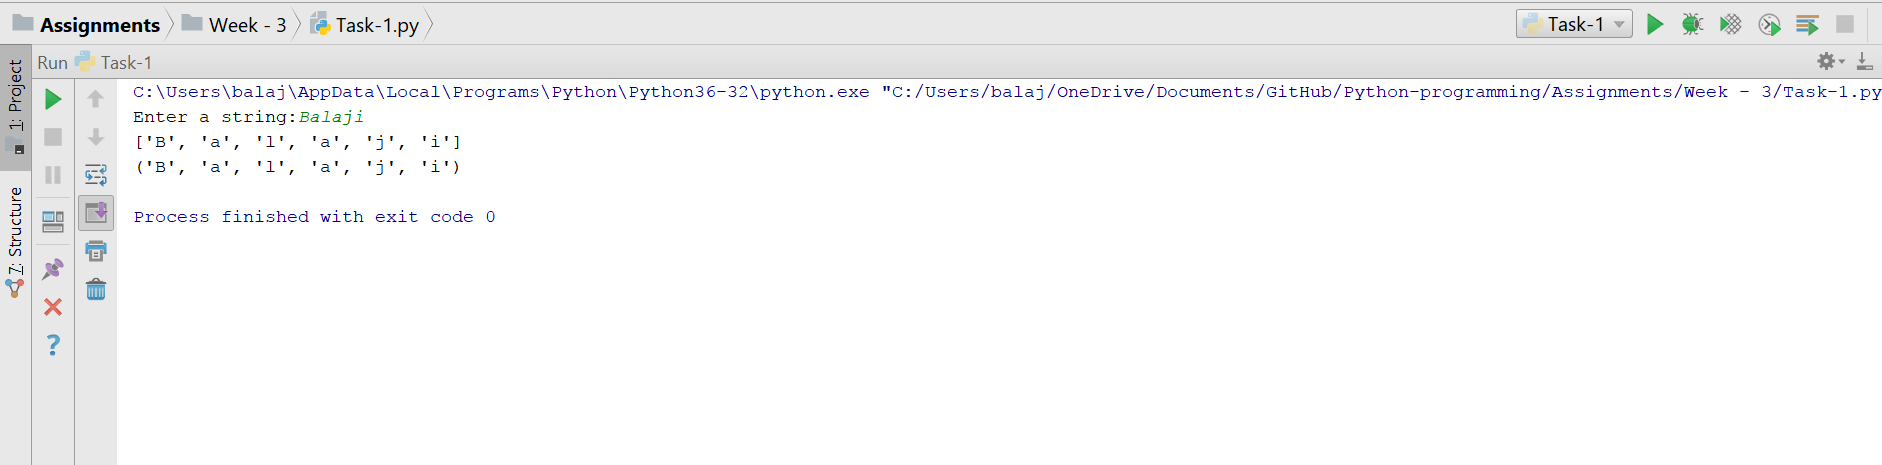 Assignments Week - 3 Task-1.py Task-1
Run Task-1
1: Project
7: Structure
C:\Users\balaj\AppData\Local\Programs\Python\Python36-32\python.exe "C:/Users/balaj/OneDrive/Documents/GitHub/Python-programming/Assignments/Week - 3/Task-1.py
Enter a string:Balaji
['B', 'a', 'l', 'a', 'j', 'i']
('B', 'a', 'l', 'a', 'j', 'i')
Process finished with exit code 0